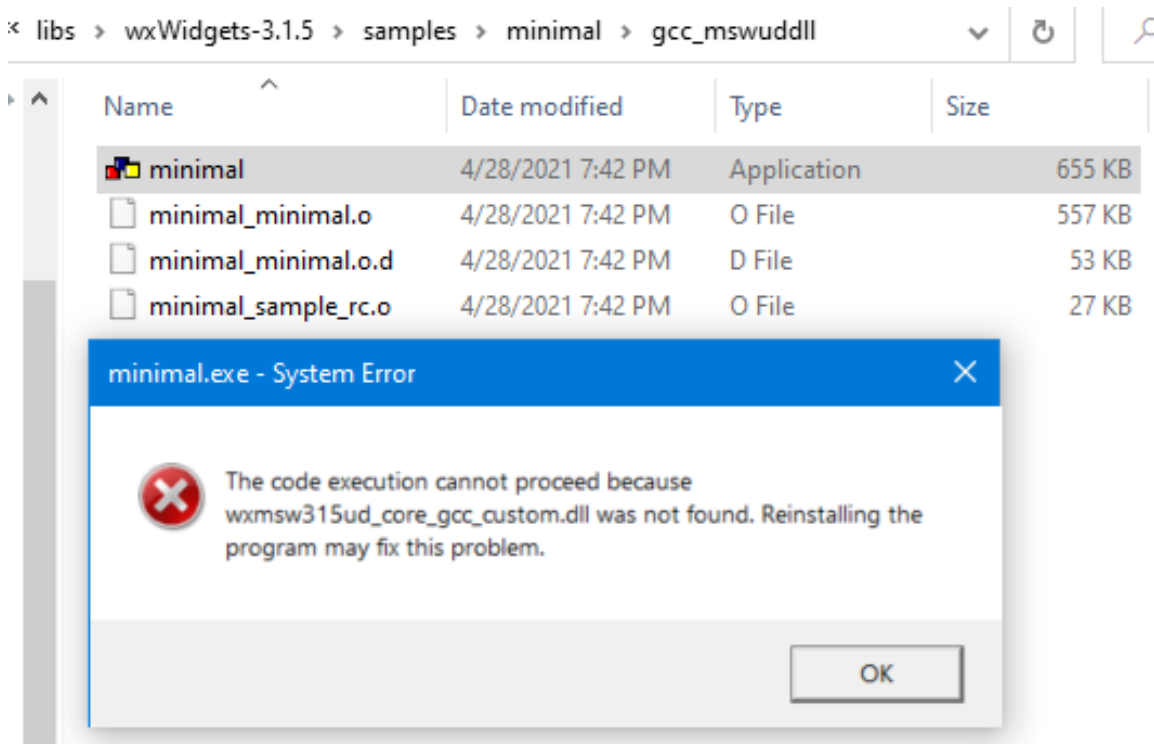 libs > wxWidgets-3.1.5 > samples > minimal > gcc_mswuddll
Name Date modified Type Size
minimal 4/28/2021 7:42 PM Application 655 KB
minimal_minimal.o 4/28/2021 7:42 PM O File 557 KB
minimal_minimal.o.d 4/28/2021 7:42 PM D File 53 KB
minimal_sample_rc.o 4/28/2021 7:42 PM O File 27 KB
minimal.exe - System Error
The code execution cannot proceed because
wxmsw315ud_core_gcc_custom.dll was not found. Reinstalling the
program may fix this problem.
OK